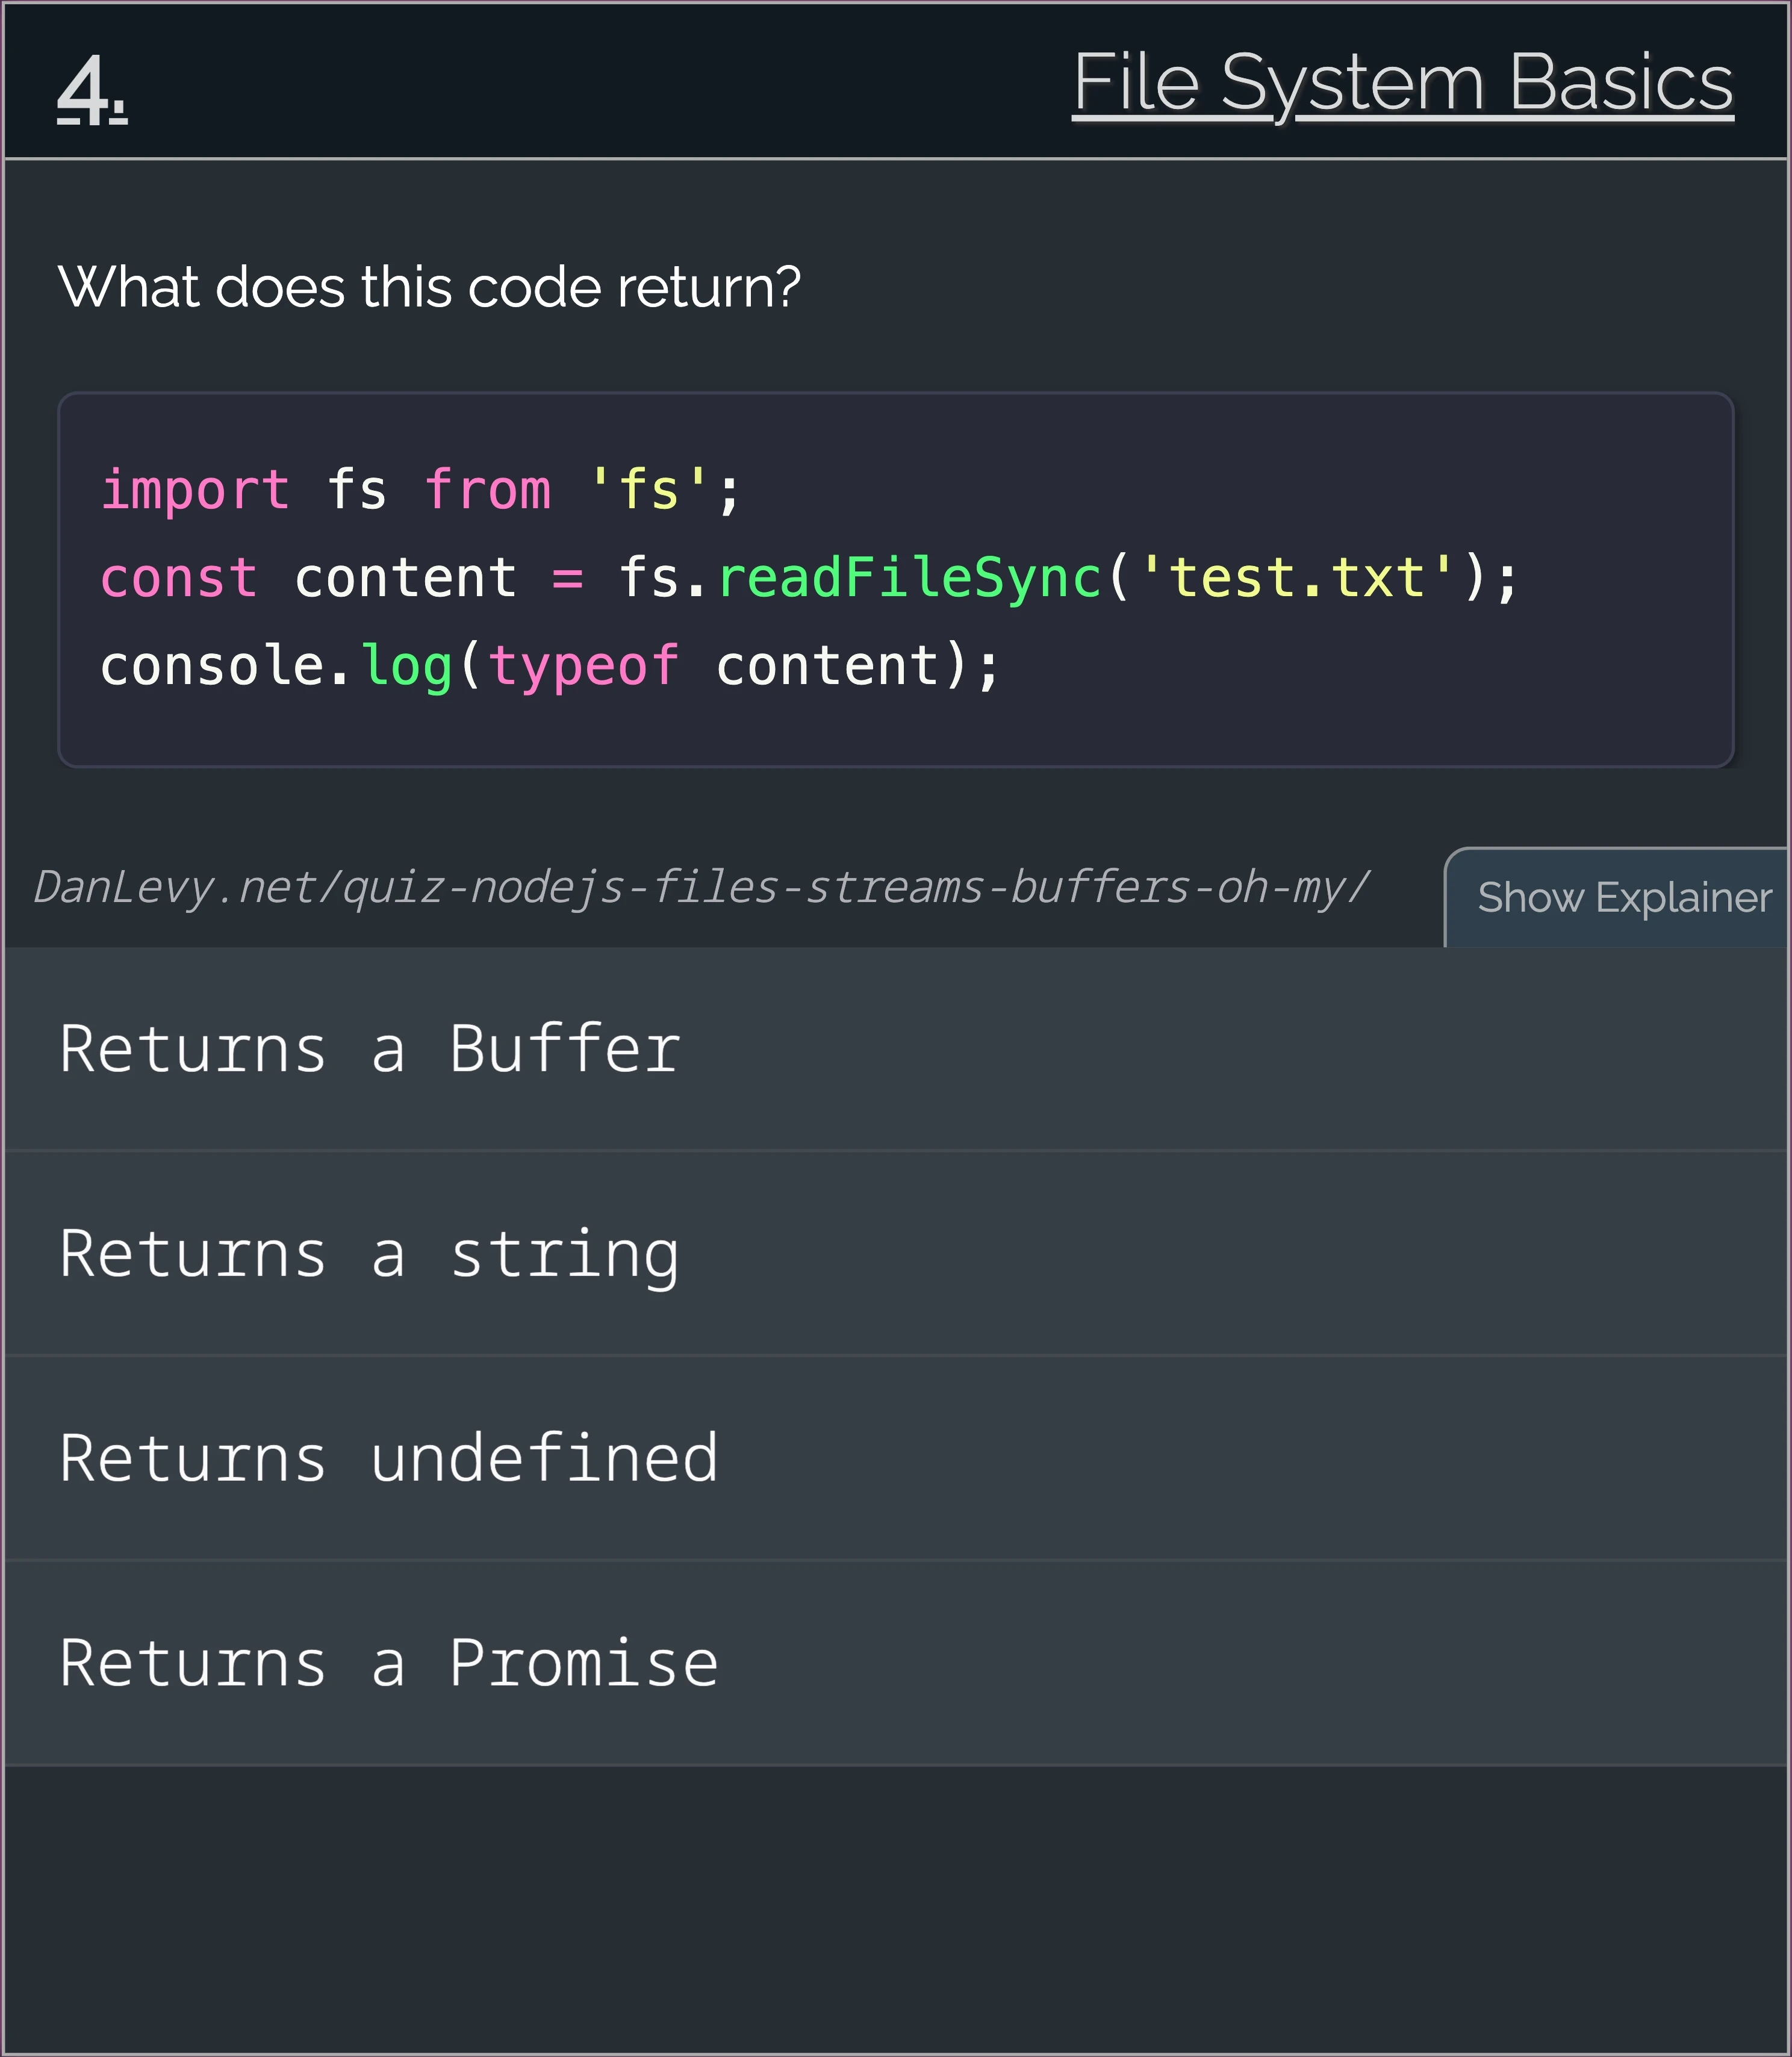 4.
File System Basics
What does this code return?
import fs from 'fs';
const content = fs.readFileSync('test.txt');
console.log(typeof content);
DanLevy.net/quiz-nodejs-files-streams-buffers-oh-my/
Show Explainer
Returns a Buffer
Returns a string
Returns undefined
Returns a Promise